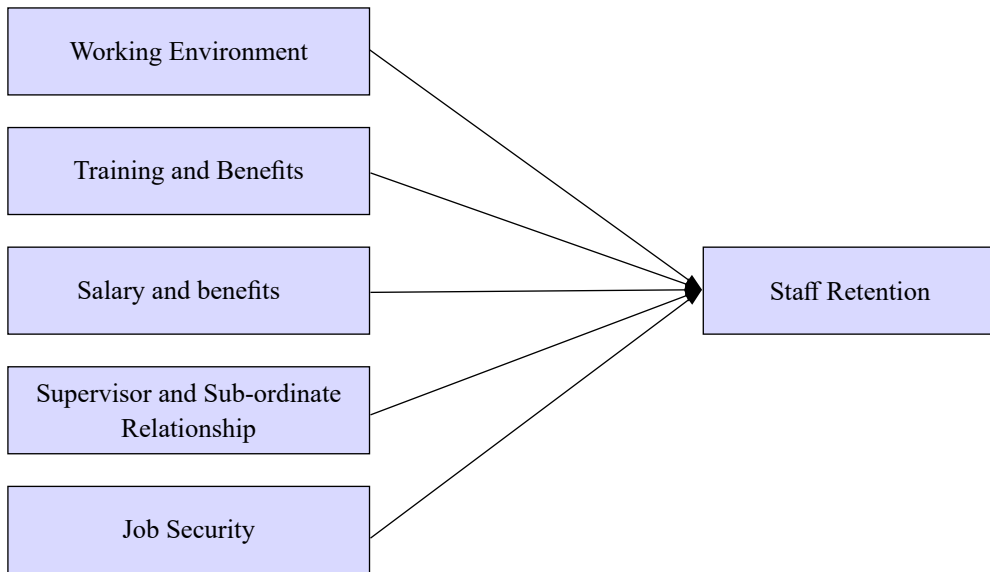 Working Environment
Training and Benefits
Salary and benefits
Supervisor and Sub-ordinate
Relationship
Job Security
Staff Retention